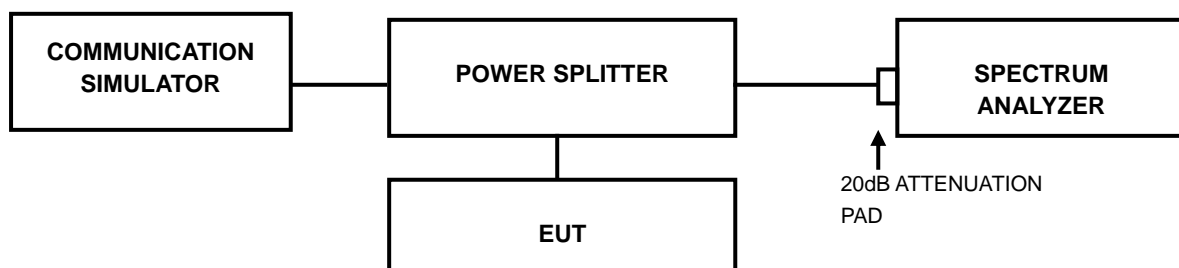 COMMUNICATION
SIMULATOR
POWER SPLITTER
SPECTRUM
ANALYZER
20dB ATTENUATION
PAD
EUT